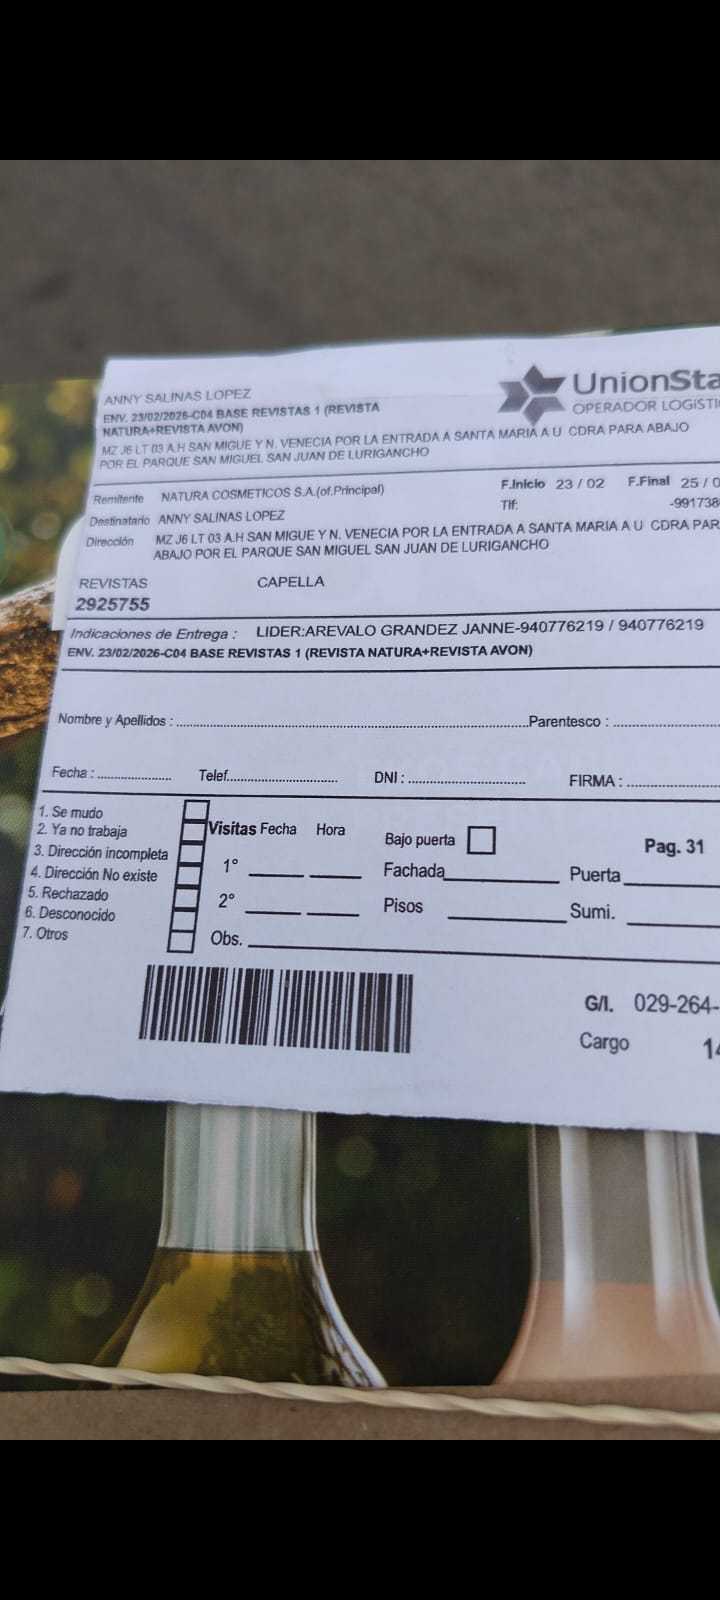 ANNY SALINAS LOPEZ
ENV. 23/02/2026-C04 BASE REVISTAS 1 (REVISTA
NATURA+REVISTA AVON)
MZ J6 LT 03 A.H SAN MIGUE Y N. VENECIA POR LA ENTRADA A SANTA MARIA A U CDRA PARA ABAJO
POR EL PARQUE SAN MIGUEL SAN JUAN DE LURIGANCHO
UnionSta
OPERADOR LOGISTIC
Remitente NATURA COSMETICOS S.A.(of.Principal)
F.Inicio 23 / 02 F.Final 25 / 0
Destinatario ANNY SALINAS LOPEZ
Tlf: -991738
Dirección MZ J6 LT 03 A.H SAN MIGUE Y N. VENECIA POR LA ENTRADA A SANTA MARIA A U CDRA PAR
ABAJO POR EL PARQUE SAN MIGUEL SAN JUAN DE LURIGANCHO
REVISTAS CAPELLA
2925755
Indicaciones de Entrega : LIDER:AREVALO GRANDEZ JANNE-940776219 / 940776219
ENV. 23/02/2026-C04 BASE REVISTAS 1 (REVISTA NATURA+REVISTA AVON)
Nombre y Apellidos : Parentesco :
Fecha : Telef. DNI : FIRMA :
1. Se mudo
2. Ya no trabaja
3. Dirección incompleta
4. Dirección No existe
5. Rechazado
6. Desconocido
7. Otros
Visitas Fecha Hora
1°
2°
Obs.
Bajo puerta
Pag. 31
Fachada Puerta
Pisos Sumi.
G/I. 029-264-
Cargo 14